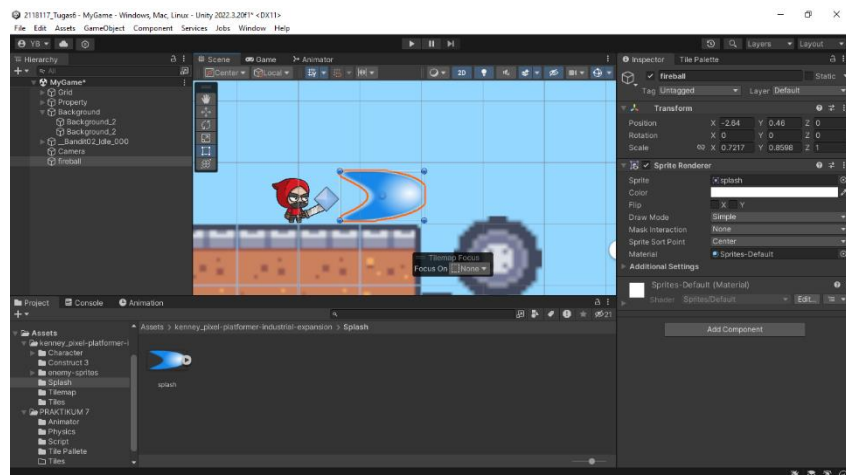 2118117_Tugas6 - MyGame - Windows, Mac, Linux - Unity 2022.3.20f1* <DX11>
File Edit Assets GameObject Component Services Jobs Window Help
YB
Layers Layout
Hierarchy
All
MyGame*
Grid
Property
Background
Background_2
Background_2
__Bandit02_Idle_000
Camera
fireball
Scene Game Animator
Center Local 2D
Tilemap Focus
Focus On None
Inspector Tile Palette
fireball Static
Tag Untagged Layer Default
Transform
Position X -2.64 Y 0.46 Z 0
Rotation X 0 Y 0 Z 0
Scale X 0.7217 Y 0.8598 Z 1
Sprite Renderer
Sprite splash
Color
Flip X Y
Draw Mode Simple
Mask Interaction None
Sprite Sort Point Center
Material Sprites-Default
Additional Settings
Sprites-Default (Material)
Shader Sprites/Default Edit...
Add Component
Project Console Animation
21
Assets
kenney_pixel-platformer-i
Character
Construct 3
enemy-sprites
Splash
Tilemap
Tiles
PRAKTIKUM 7
Animator
Physics
Script
Tile Pallete
Tiles
Assets > kenney_pixel-platformer-industrial-expansion > Splash
splash